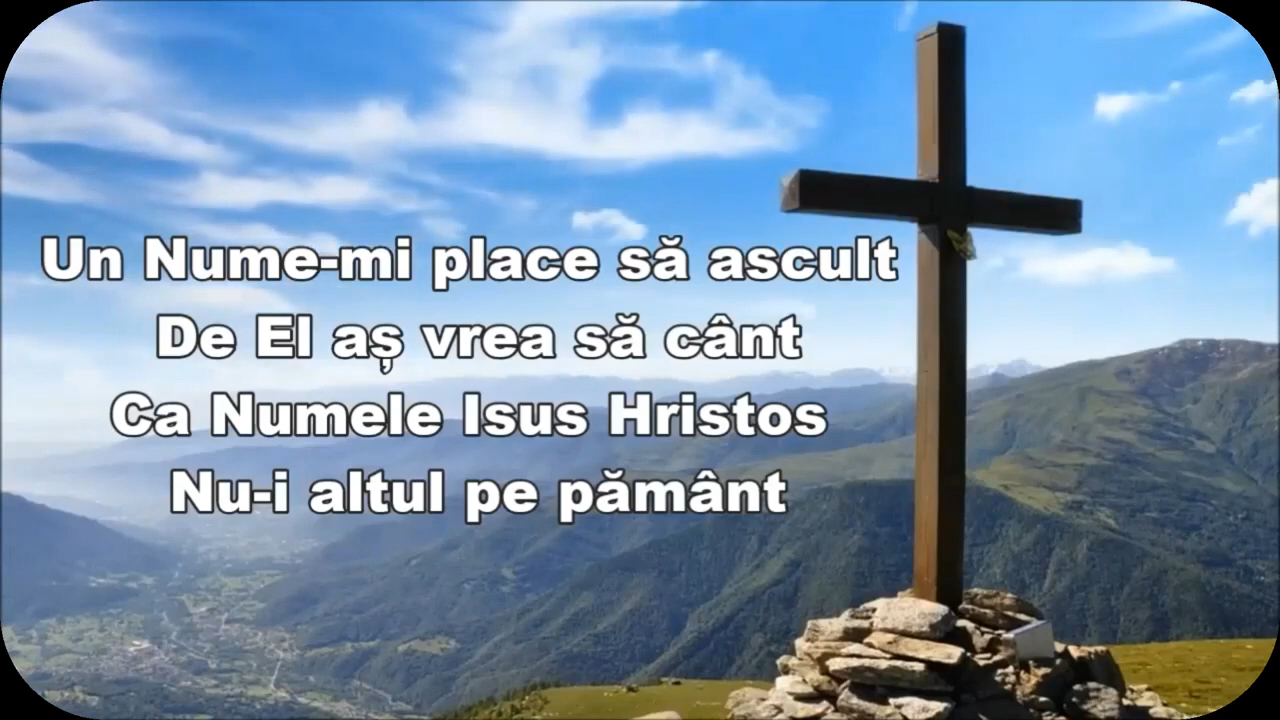 Un Nume-mi place să ascult
De El aș vrea să cânt
Ca Numele Isus Hristos
Nu-i altul pe pământ